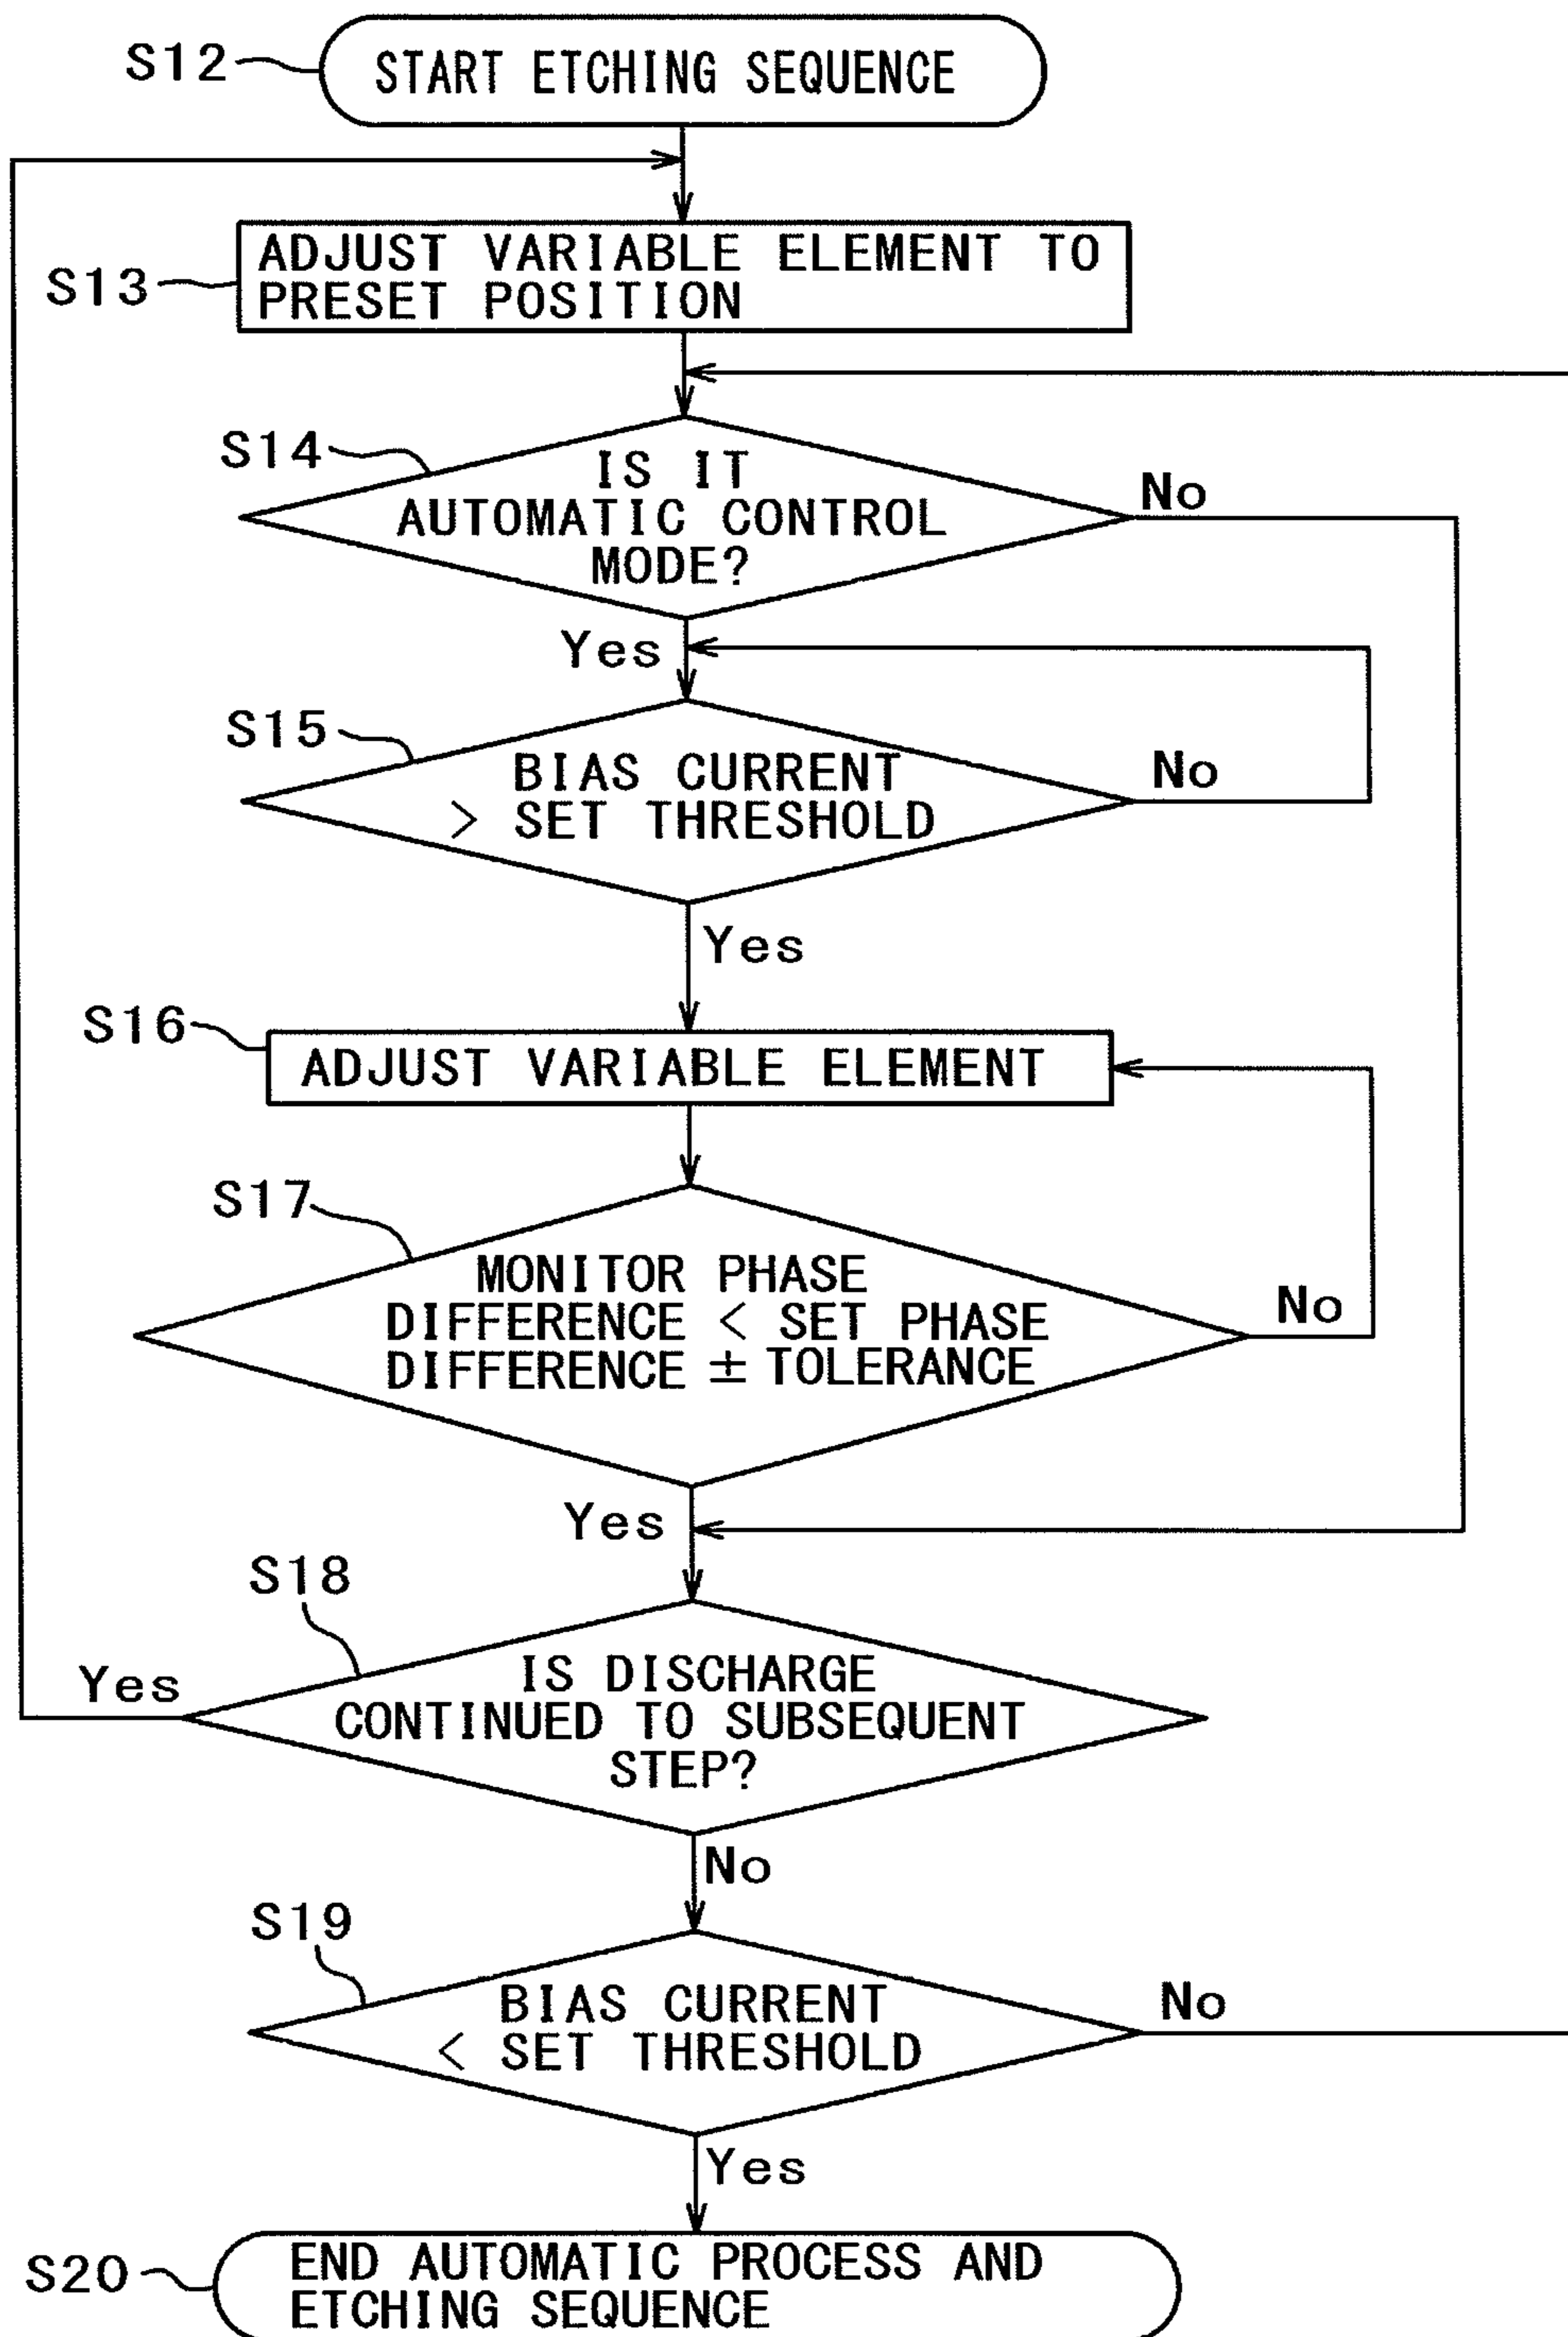 S12
START ETCHING SEQUENCE
S13
ADJUST VARIABLE ELEMENT TO
PRESET POSITION
S14
IS IT
AUTOMATIC CONTROL
MODE?
No
Yes
S15
BIAS CURRENT
> SET THRESHOLD
No
Yes
S16
ADJUST VARIABLE ELEMENT
S17
MONITOR PHASE
DIFFERENCE < SET PHASE
DIFFERENCE ± TOLERANCE
No
Yes
S18
IS DISCHARGE
CONTINUED TO SUBSEQUENT
STEP?
Yes
No
S19
BIAS CURRENT
< SET THRESHOLD
No
Yes
S20
END AUTOMATIC PROCESS AND
ETCHING SEQUENCE